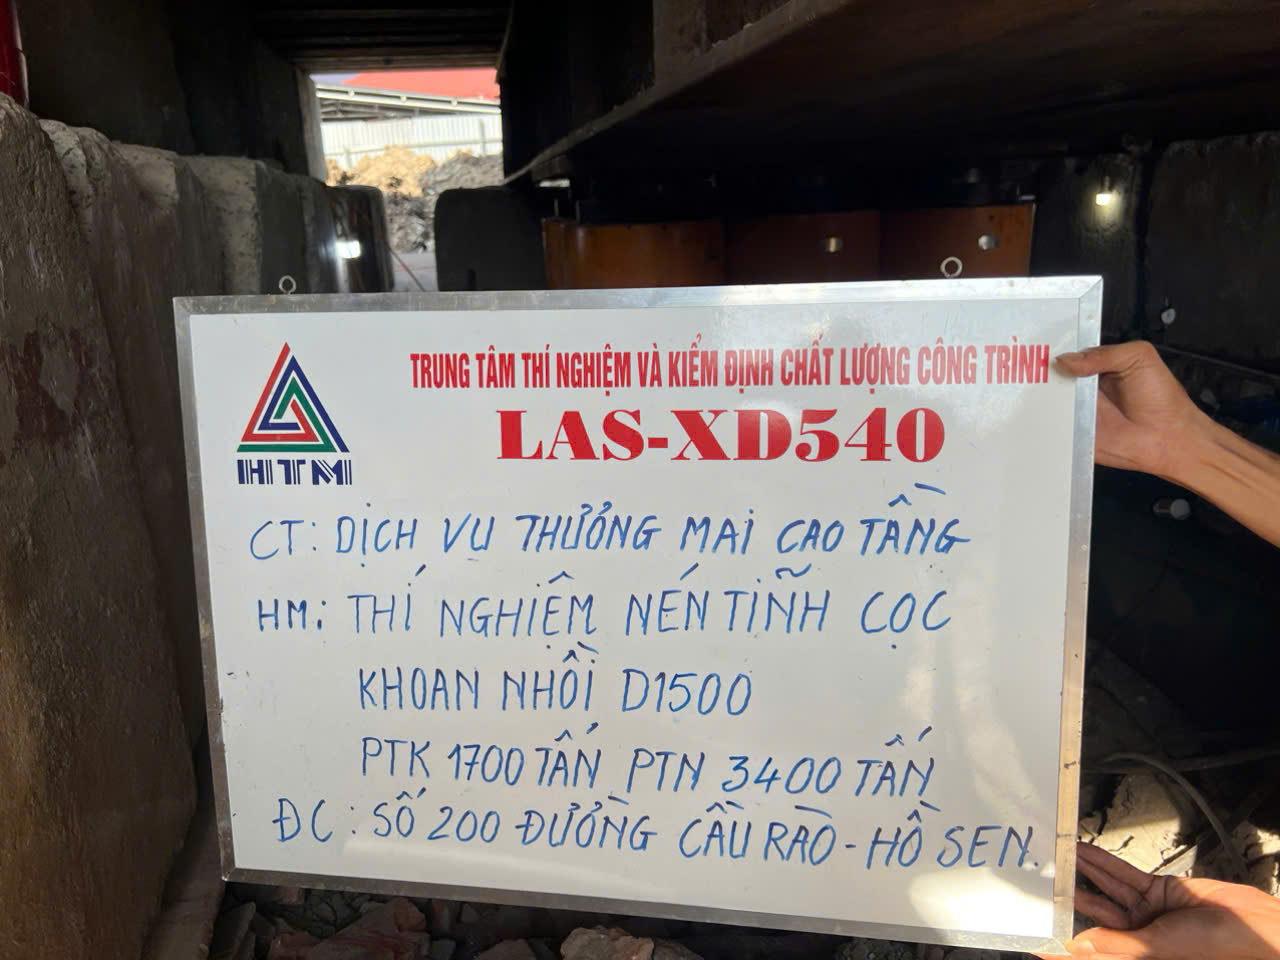 TRUNG TÂM THÍ NGHIỆM VÀ KIỂM ĐỊNH CHẤT LƯỢNG CÔNG TRÌNH
LAS-XD540
HTM
CT: DỊCH VỤ THƯƠNG MẠI CAO TẦNG
HM: THÍ NGHIỆM NÉN TĨNH CỌC
KHOAN NHỒI D1500
PTK 1700 TẤN PTN 3400 TẤN
ĐC: SỐ 200 ĐƯỜNG CẦU RÀO - HỒ SEN.